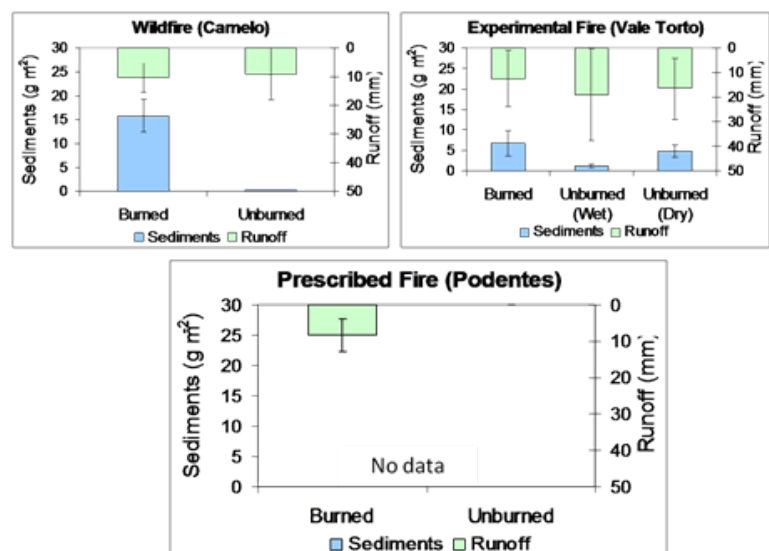 Wildfire (Camelo)
Sediments (g m²)
30
25
20
15
10
5
0
0
10
20
30
40
50
Runoff (mm)
Burned
Unburned
Sediments
Runoff
Experimental Fire (Vale Torto)
Sediments (g m²)
30
25
20
15
10
5
0
0
10
20
30
40
50
Runoff (mm)
Burned
Unburned
(Wet)
Unburned
(Dry)
Sediments
Runoff
Prescribed Fire (Podentes)
Sediments (g m²)
30
25
20
15
10
5
0
0
10
20
30
40
50
Runoff (mm)
No data
Burned
Unburned
Sediments
Runoff